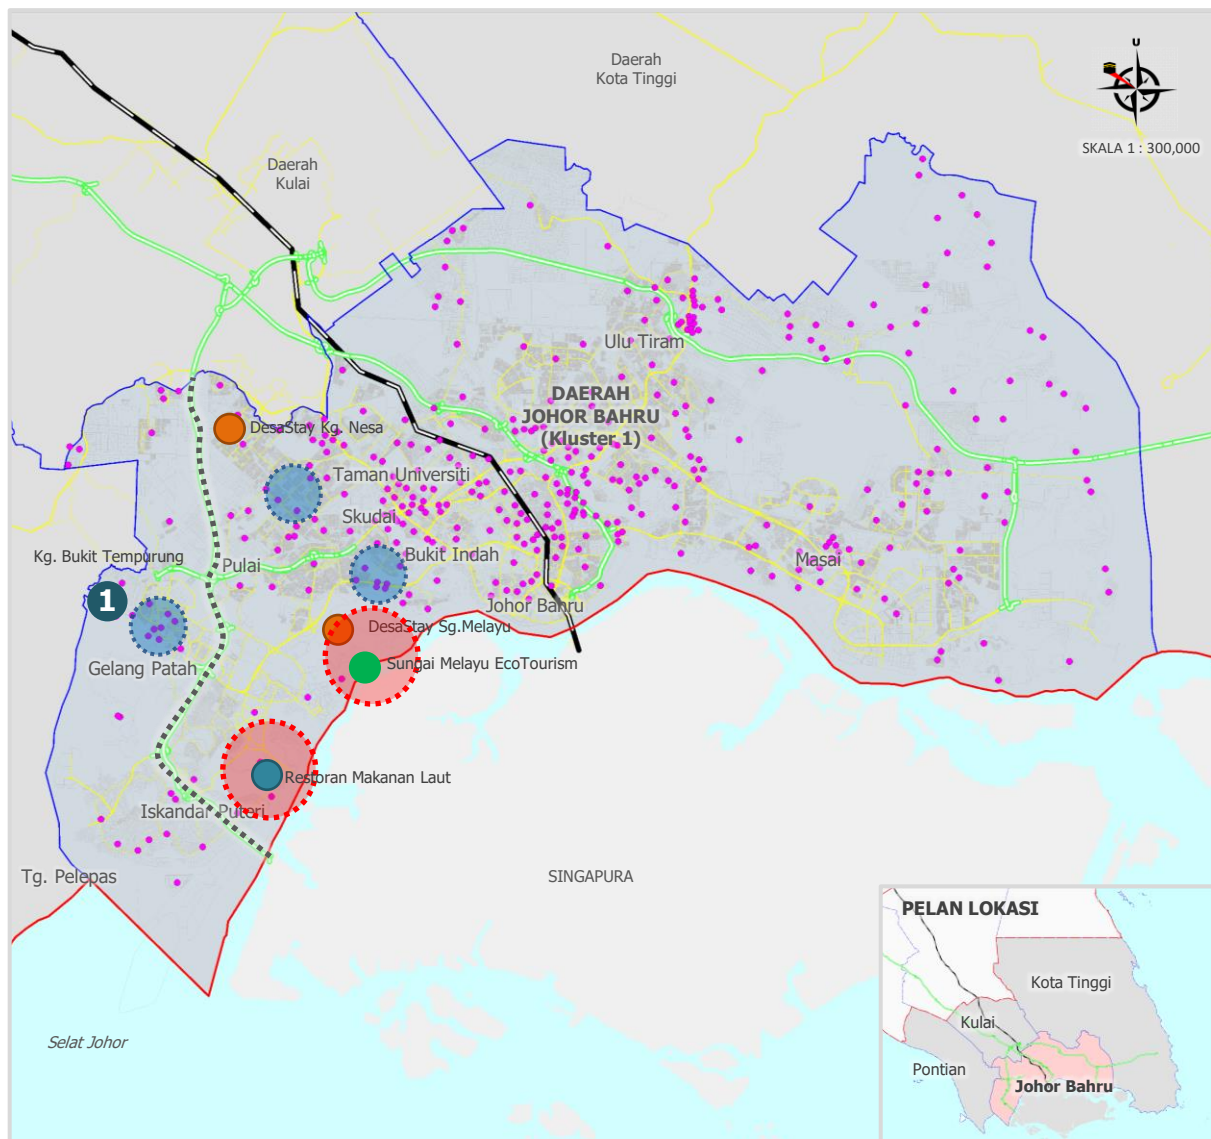 Daerah
Kota Tinggi
U
SKALA 1 : 300,000
Daerah
Kulai
Ulu Tiram
DAERAH
JOHOR BAHRU
(Kluster 1)
DesaStay Kg. Nesa
Taman Universiti
Skudai
Kg. Bukit Tempurung
Pulai
Bukit Indah
Masai
1
Johor Bahru
DesaStay Sg.Melayu
Gelang Patah
Sungai Melayu EcoTourism
Restoran Makanan Laut
Iskandar Puteri
Tg. Pelepas
SINGAPURA
PELAN LOKASI
Kota Tinggi
Kulai
Pontian
Johor Bahru
Selat Johor